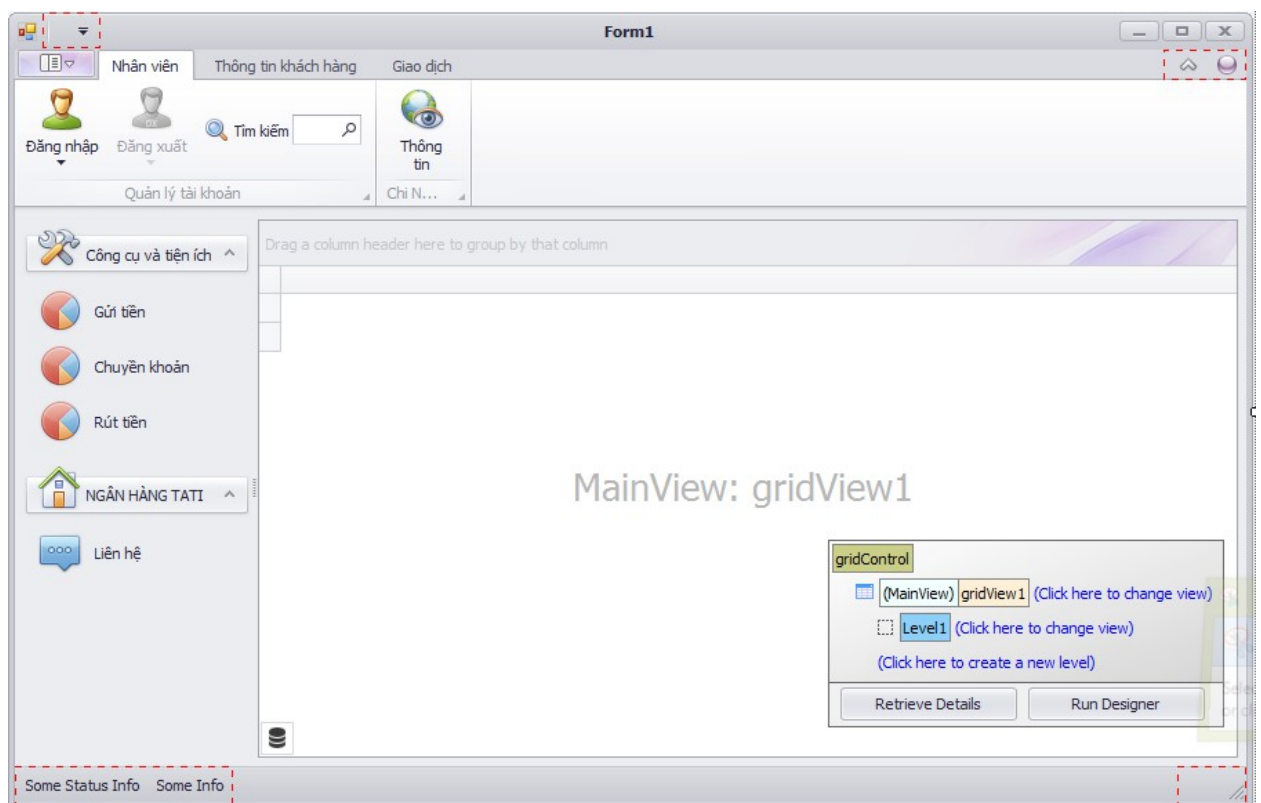 Form1
Nhân viên Thông tin khách hàng Giao dịch
Đăng nhập Đăng xuất Tìm kiếm Thông
tin
Quản lý tài khoản Chi N...
Công cụ và tiện ích
Drag a column header here to group by that column
Gửi tiền
Chuyền khoản
Rút tiền
NGÂN HÀNG TATI
MainView: gridView1
Liên hệ
gridControl
(MainView) gridView1 (Click here to change view)
Level1 (Click here to change view)
(Click here to create a new level)
Retrieve Details Run Designer
Some Status Info Some Info